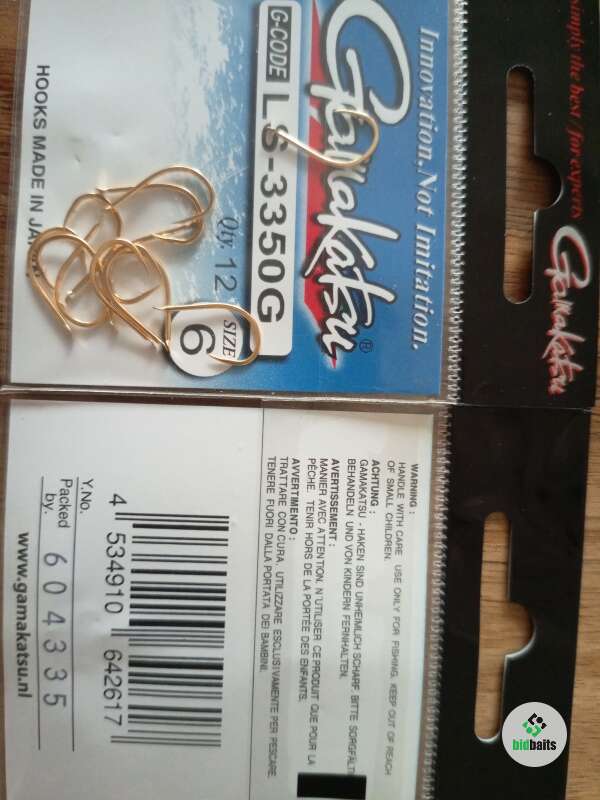 simply the best / for experts
Gamakatsu
Innovation, Not Imitation.
Gamakatsu®
G-CODE LS-3350G
Qty. 12
SIZE
6
HOOKS MADE IN
WARNING :
HANDLE WITH CARE USE ONLY FOR FISHING. KEEP OUT OF REACH
OF SMALL CHILDREN.
ACHTUNG :
GAMAKATSU - HAKEN SIND UNHEIMLICH SCHARF. BITTE SORGFÄLTI
BEHANDELN UND VON KINDERN FERNHALTEN.
AVERTISSEMENT :
MANIER AVEC ATTENTION. N'UTILISER CE PRODUIT QUE POUR LA
PÊCHE. TENIR HORS DE LA PORTÉE DES ENFANTS.
AVVERTIMENTO :
TRATTARE CON CURA, UTILIZZARE ESCLUSIVAMENTE PER PESCARE.
TENERE FUORI DALLA PORTATA DEI BAMBINI.
4 534910 642617
Y.No.
Packed
by. 604335
www.gamakatsu.nl
bidbaits